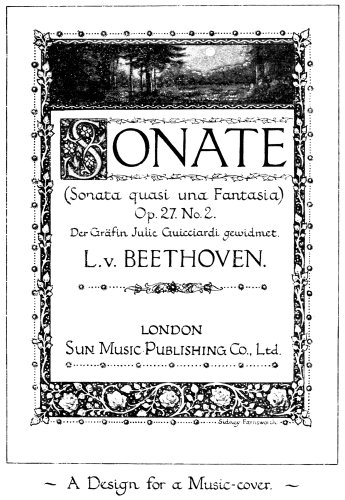 SONATE
(Sonata quasi una Fantasia)
Op. 27. No. 2.
Der Gräfin Julie Guicciardi gewidmet.
L. v. BEETHOVEN.
LONDON
SUN MUSIC PUBLISHING CO., Ltd.
Sidney Farnsworth.
~ A Design for a Music-cover. ~